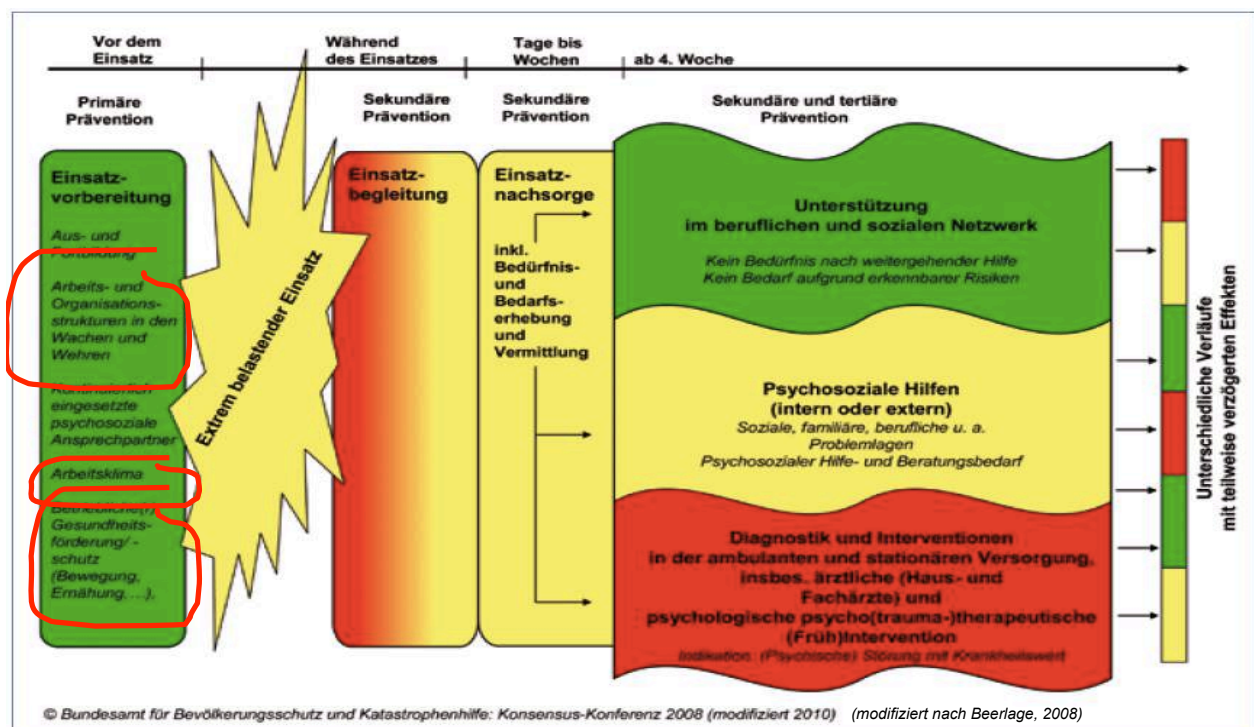 Vor dem
Einsatz
Während
des Einsatzes
Tage bis
Wochen
ab 4. Woche
Primäre
Prävention
Sekundäre
Prävention
Sekundäre
Prävention
Sekundäre und tertiäre
Prävention
Einsatz-
vorbereitung
Aus- und
Fortbildung
Arbeits- und
Organisations-
strukturen in den
Wachen und
Wehren
Kontinuierlich
eingesetzte
psychosoziale
Ansprechpartner
Arbeitsklima
Betriebliche(r)
Gesundheits-
förderung/ -
schutz
(Bewegung,
Ernährung,...),
Extrem belastender Einsatz
Einsatz-
begleitung
Einsatz-
nachsorge
inkl.
Bedürfnis-
und
Bedarfs-
erhebung
und
Vermittlung
Unterstützung
im beruflichen und sozialen Netzwerk
Kein Bedürfnis nach weitergehender Hilfe
Kein Bedarf aufgrund erkennbarer Risiken
Psychosoziale Hilfen
(intern oder extern)
Soziale, familiäre, berufliche u. a.
Problemlagen
Psychosozialer Hilfe- und Beratungsbedarf
Diagnostik und Interventionen
in der ambulanten und stationären Versorgung,
insbes. ärztliche (Haus- und
Fachärzte) und
psychologische psycho(trauma-)therapeutische
(Früh)Intervention
Indikation: (Psychische) Störung mit Krankheitswert
Unterschiedliche Verläufe
mit teilweise verzögerten Effekten
© Bundesamt für Bevölkerungsschutz und Katastrophenhilfe: Konsensus-Konferenz 2008 (modifiziert 2010) (modifiziert nach Beerlage, 2008)